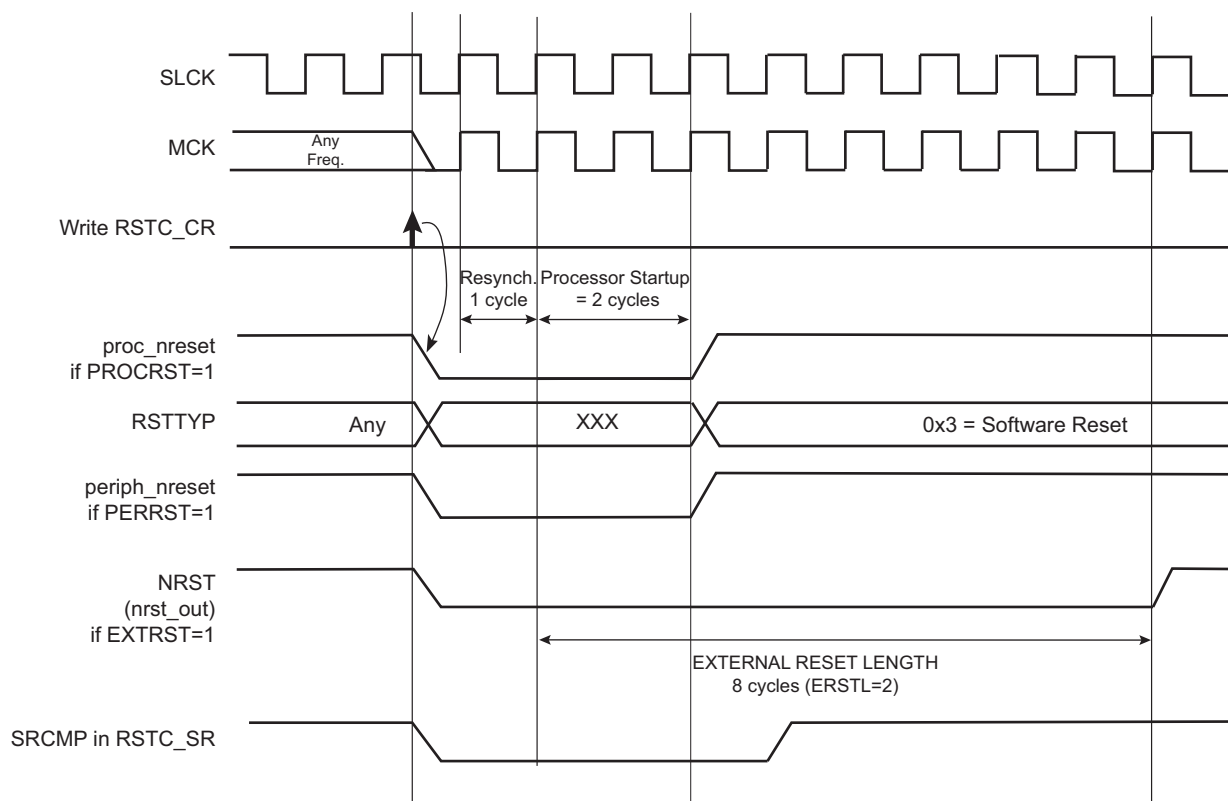 SLCK
MCK
Any
Freq.
Write RSTC_CR
Resynch.
1 cycle
Processor Startup
= 2 cycles
proc_nreset
if PROCRST=1
RSTTYP
Any
XXX
0x3 = Software Reset
periph_nreset
if PERRST=1
NRST
(nrst_out)
if EXTRST=1
EXTERNAL RESET LENGTH
8 cycles (ERSTL=2)
SRCMP in RSTC_SR